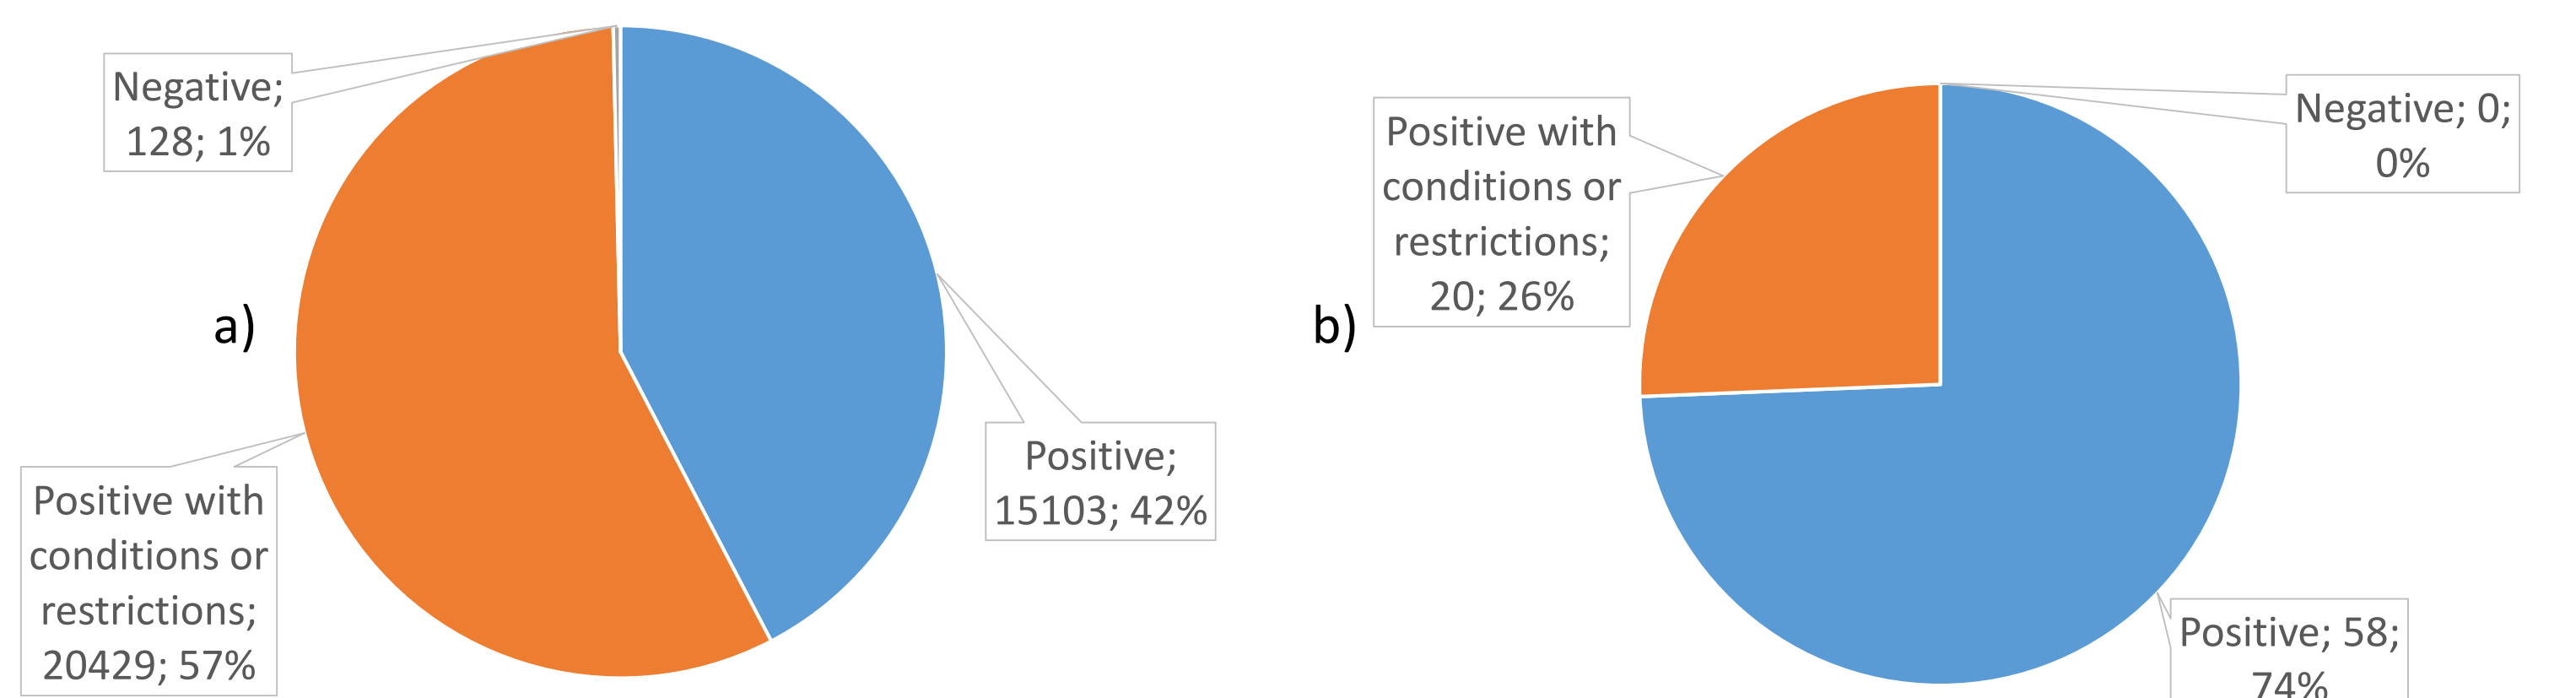 a)
Negative;
128; 1%
Positive;
15103; 42%
Positive with
conditions or
restrictions;
20429; 57%
b)
Positive with
conditions or
restrictions;
20; 26%
Negative; 0;
0%
Positive; 58;
74%